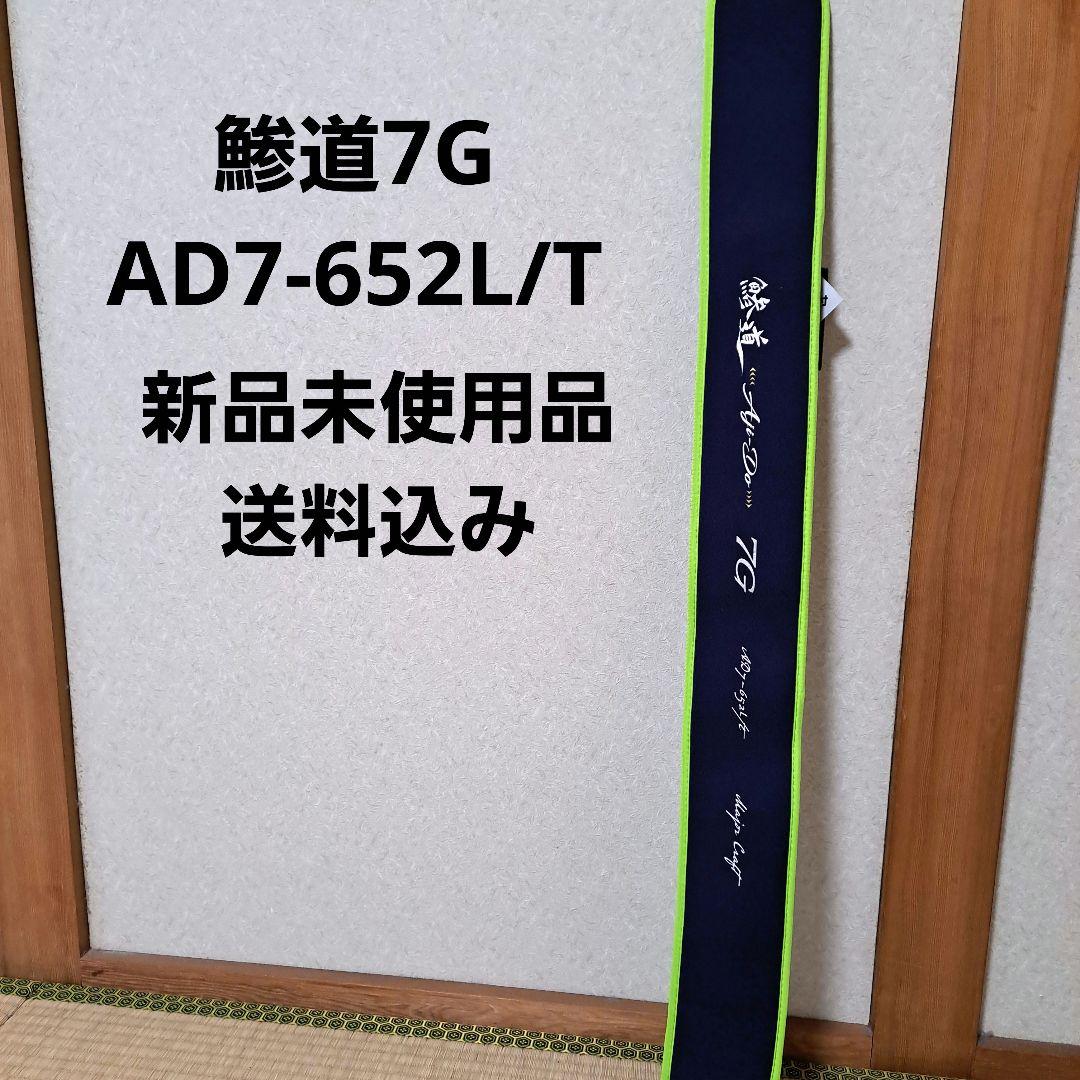 鯵道7G
AD7-652L/T
新品未使用品
送料込み
鯵道
Aji-Do
7G
AD7-652L/T
Major Craft